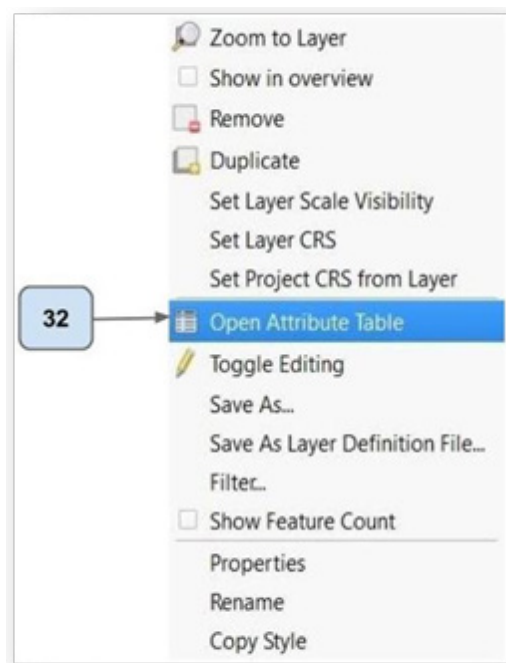 Zoom to Layer
Show in overview
Remove
Duplicate
Set Layer Scale Visibility
Set Layer CRS
Set Project CRS from Layer
32
Open Attribute Table
Toggle Editing
Save As...
Save As Layer Definition File...
Filter...
Show Feature Count
Properties
Rename
Copy Style